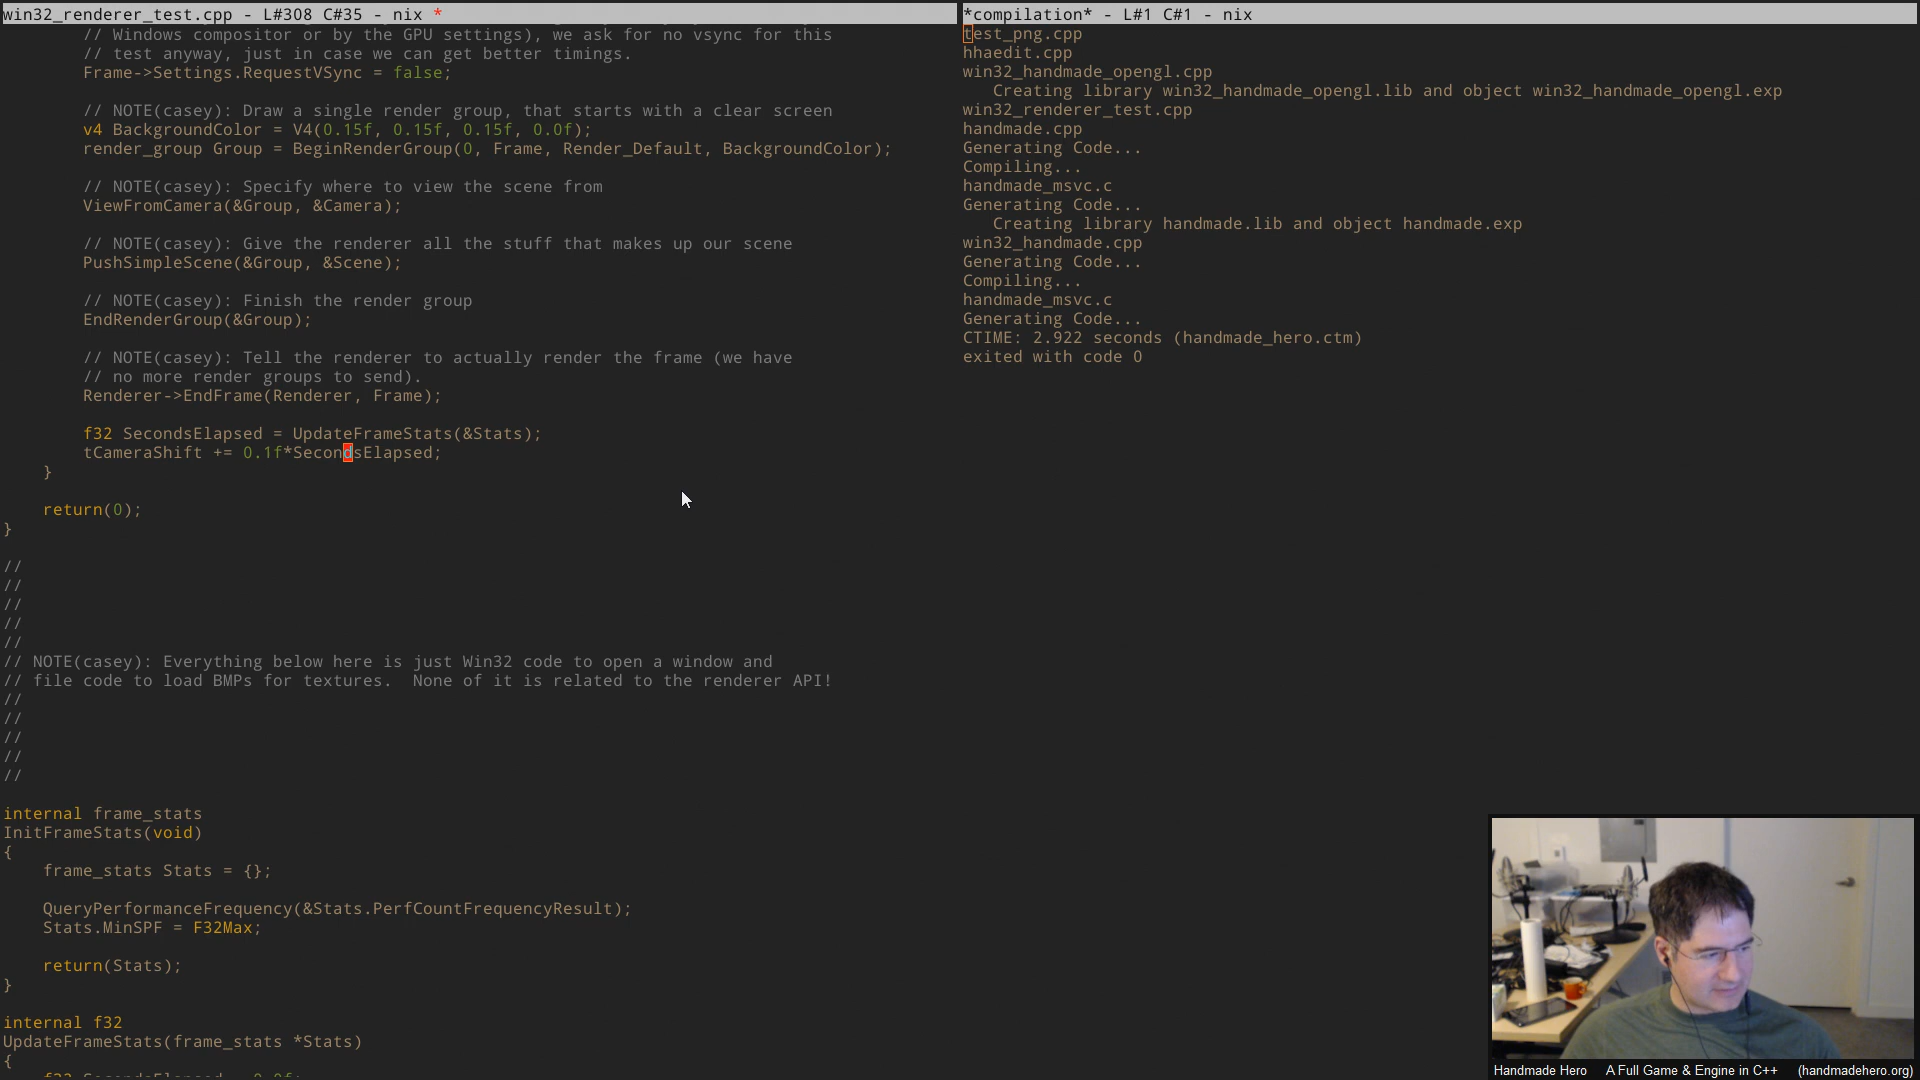 win32_renderer_test.cpp - L#308 C#35 - nix *
// Windows compositor or by the GPU settings), we ask for no vsync for this
// test anyway, just in case we can get better timings.
Frame->Settings.RequestVSync = false;
// NOTE(casey): Draw a single render group, that starts with a clear screen
v4 BackgroundColor = V4(0.15f, 0.15f, 0.15f, 0.0f);
render_group Group = BeginRenderGroup(0, Frame, Render_Default, BackgroundColor);
// NOTE(casey): Specify where to view the scene from
ViewFromCamera(&Group, &Camera);
// NOTE(casey): Give the renderer all the stuff that makes up our scene
PushSimpleScene(&Group, &Scene);
// NOTE(casey): Finish the render group
EndRenderGroup(&Group);
// NOTE(casey): Tell the renderer to actually render the frame (we have
// no more render groups to send).
Renderer->EndFrame(Renderer, Frame);
f32 SecondsElapsed = UpdateFrameStats(&Stats);
tCameraShift += 0.1f*SecondsElapsed;
}
return(0);
}
//
//
//
//
//
// NOTE(casey): Everything below here is just Win32 code to open a window and
// file code to load BMPs for textures.  None of it is related to the renderer API!
//
//
//
//
//
internal frame_stats
InitFrameStats(void)
{
frame_stats Stats = {};
QueryPerformanceFrequency(&Stats.PerfCountFrequencyResult);
Stats.MinSPF = F32Max;
return(Stats);
}
internal f32
UpdateFrameStats(frame_stats *Stats)
{
f32 SecondsElapsed = 0.0f;
*compilation* - L#1 C#1 - nix
test_png.cpp
hhaedit.cpp
win32_handmade_opengl.cpp
Creating library win32_handmade_opengl.lib and object win32_handmade_opengl.exp
win32_renderer_test.cpp
handmade.cpp
Generating Code...
Compiling...
handmade_msvc.c
Generating Code...
Creating library handmade.lib and object handmade.exp
win32_handmade.cpp
Generating Code...
Compiling...
handmade_msvc.c
Generating Code...
CTIME: 2.922 seconds (handmade_hero.ctm)
exited with code 0
Handmade Hero A Full Game & Engine in C++ (handmadehero.org)